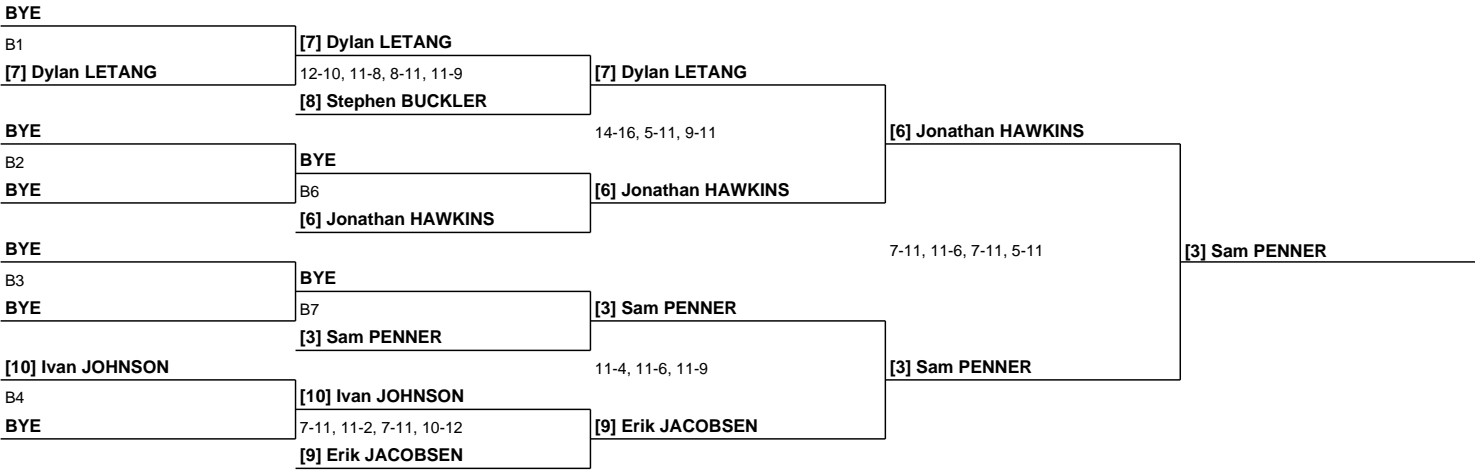 BYE
B1
[7] Dylan LETANG
[7] Dylan LETANG
12-10, 11-8, 8-11, 11-9
[8] Stephen BUCKLER
[7] Dylan LETANG
BYE
B2
BYE
BYE
B6
[6] Jonathan HAWKINS
14-16, 5-11, 9-11
[6] Jonathan HAWKINS
[6] Jonathan HAWKINS
BYE
B3
BYE
BYE
B7
[3] Sam PENNER
[3] Sam PENNER
7-11, 11-6, 7-11, 5-11
[3] Sam PENNER
[10] Ivan JOHNSON
B4
BYE
[10] Ivan JOHNSON
7-11, 11-2, 7-11, 10-12
[9] Erik JACOBSEN
11-4, 11-6, 11-9
[9] Erik JACOBSEN
[3] Sam PENNER